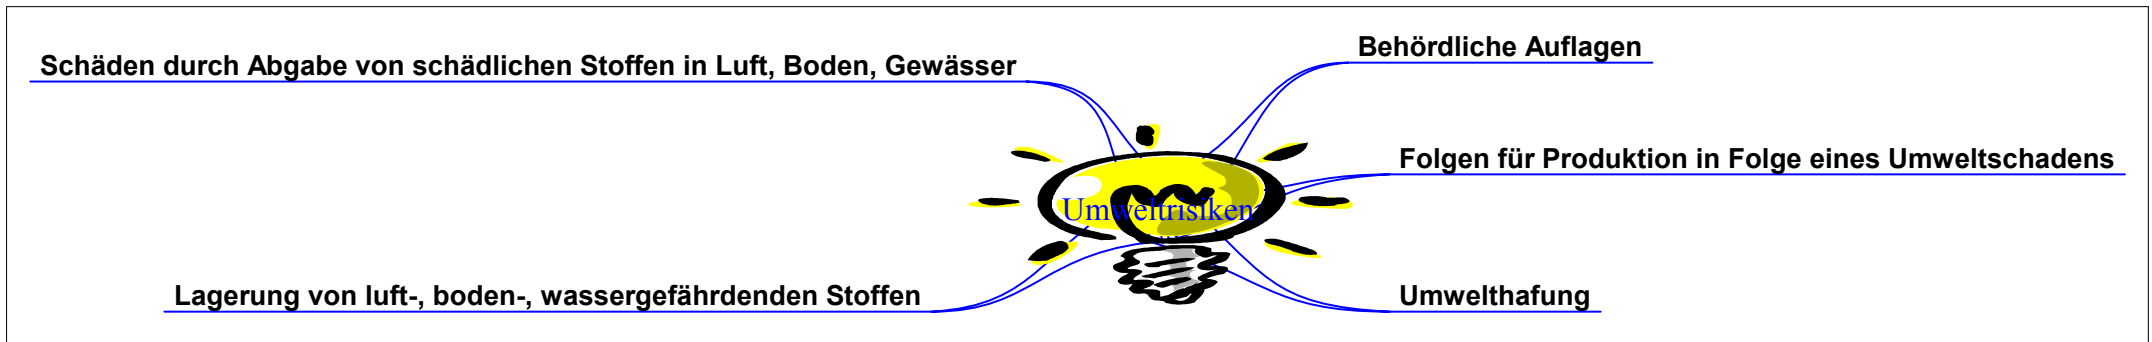 Behördliche Auflagen
Schäden durch Abgabe von schädlichen Stoffen in Luft, Boden, Gewässer
Folgen für Produktion in Folge eines Umweltschadens
Umweltrisiken
Lagerung von luft-, boden-, wassergefährdenden Stoffen
Umwelthafung